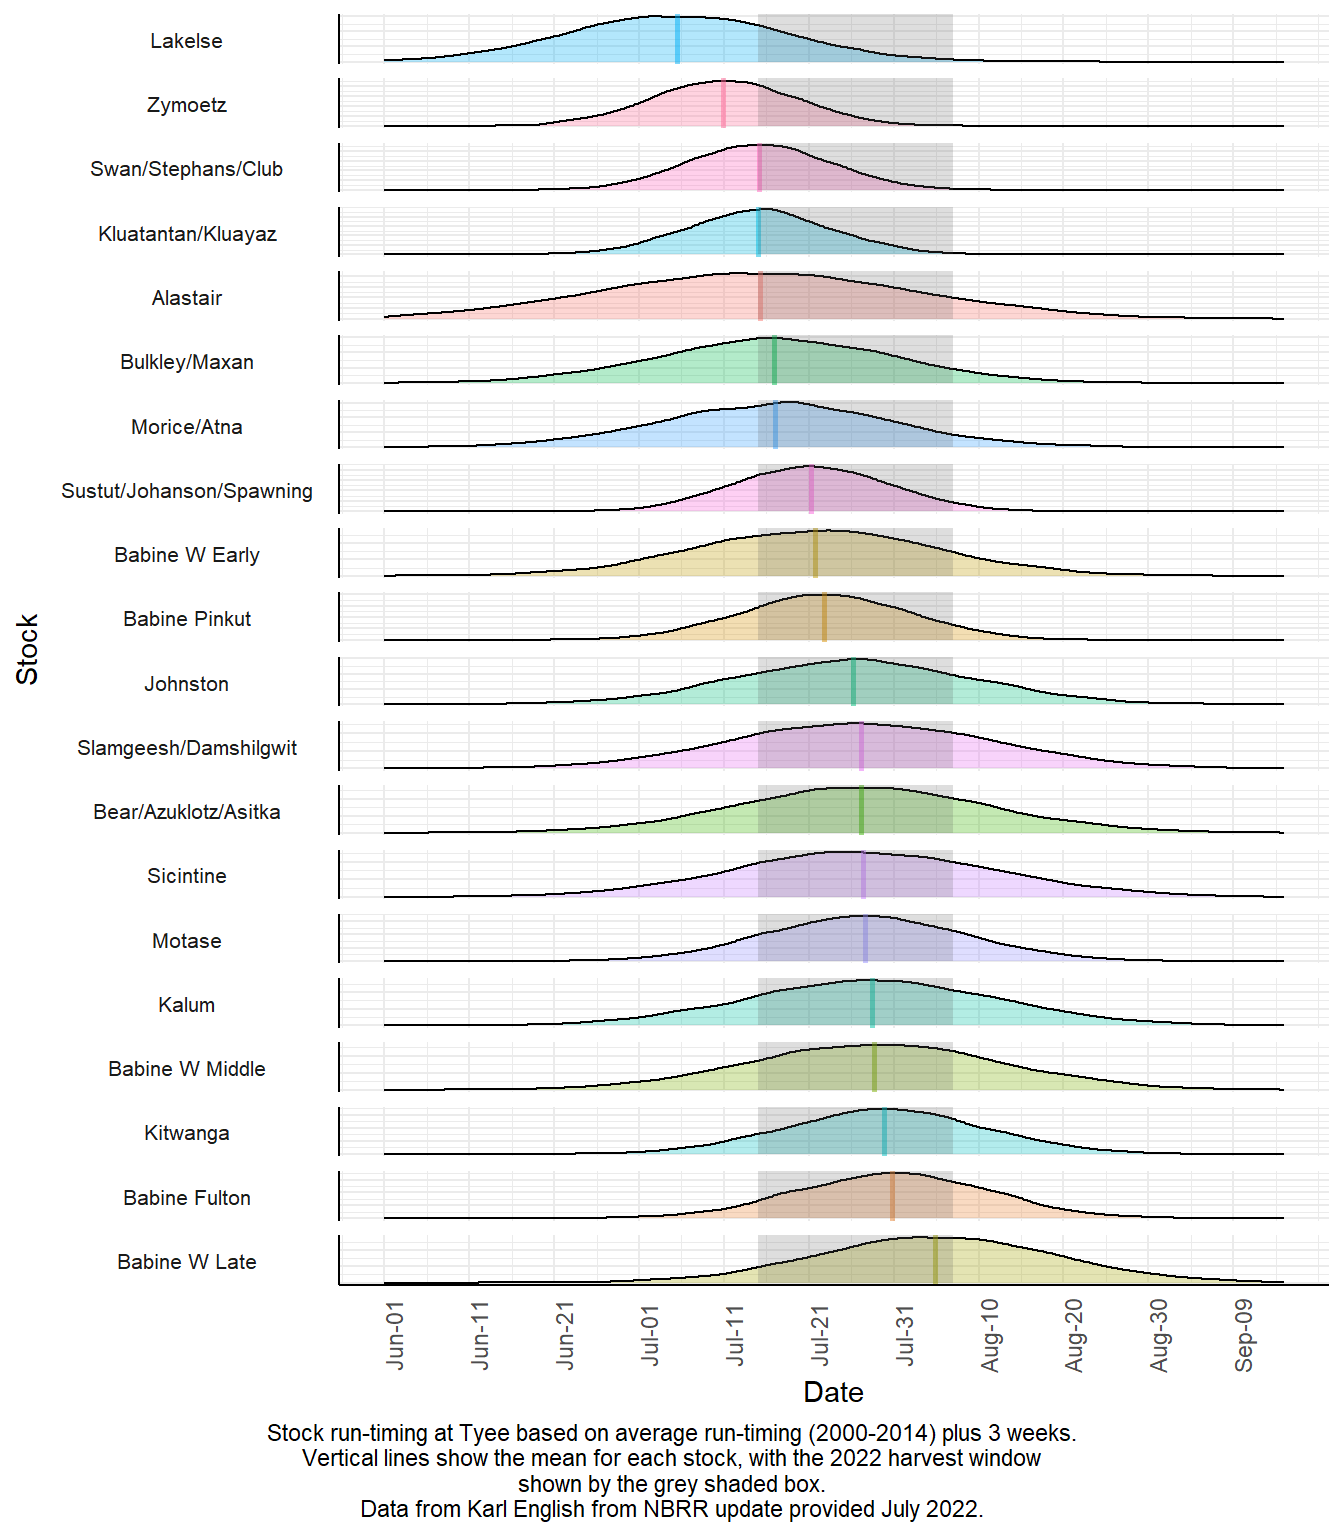 Lakelse
Zymoetz
Swan/Stephans/Club
Kluatantan/Kluayaz
Alastair
Bulkley/Maxan
Morice/Atna
Sustut/Johanson/Spawning
Babine W Early
Babine Pinkut
Stock
Johnston
Slamgeesh/Damshilgwit
Bear/Azuklotz/Asitka
Sicintine
Motase
Kalum
Babine W Middle
Kitwanga
Babine Fulton
Babine W Late
Jun-01
Jun-11
Jun-21
Jul-01
Jul-11
Jul-21
Jul-31
Aug-10
Aug-20
Aug-30
Sep-09
Date
Stock run-timing at Tyee based on average run-timing (2000-2014) plus 3 weeks.
Vertical lines show the mean for each stock, with the 2022 harvest window
shown by the grey shaded box.
Data from Karl English from NBRR update provided July 2022.